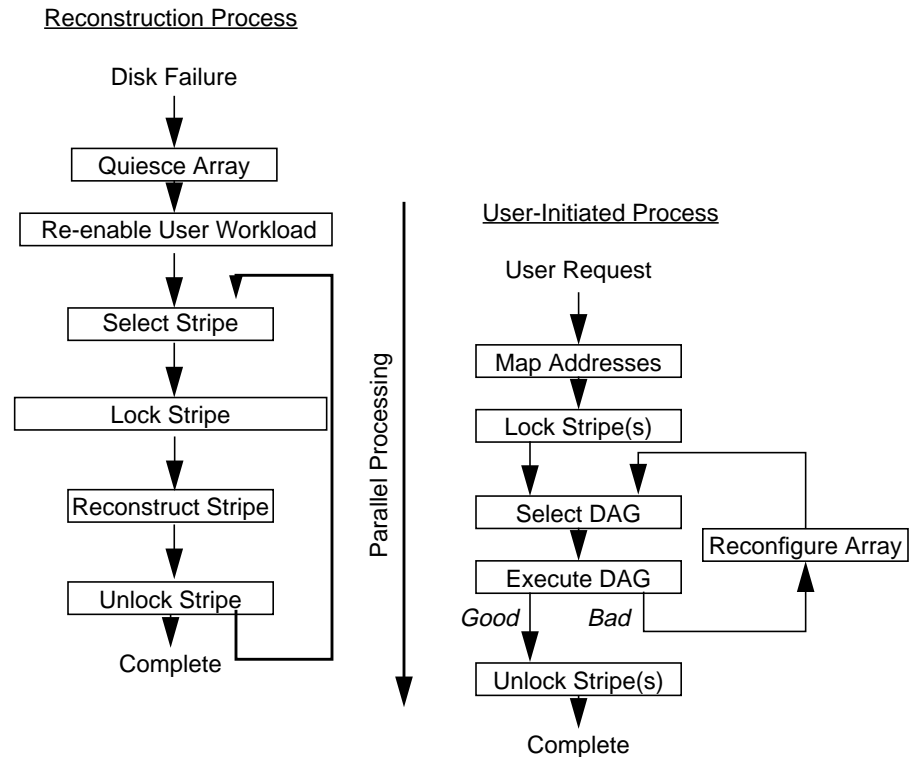 Reconstruction Process
Disk Failure
Quiesce Array
Re-enable User Workload
Select Stripe
Lock Stripe
Reconstruct Stripe
Unlock Stripe
Complete
Parallel Processing
User-Initiated Process
User Request
Map Addresses
Lock Stripe(s)
Select DAG
Reconfigure Array
Execute DAG
Good
Bad
Unlock Stripe(s)
Complete